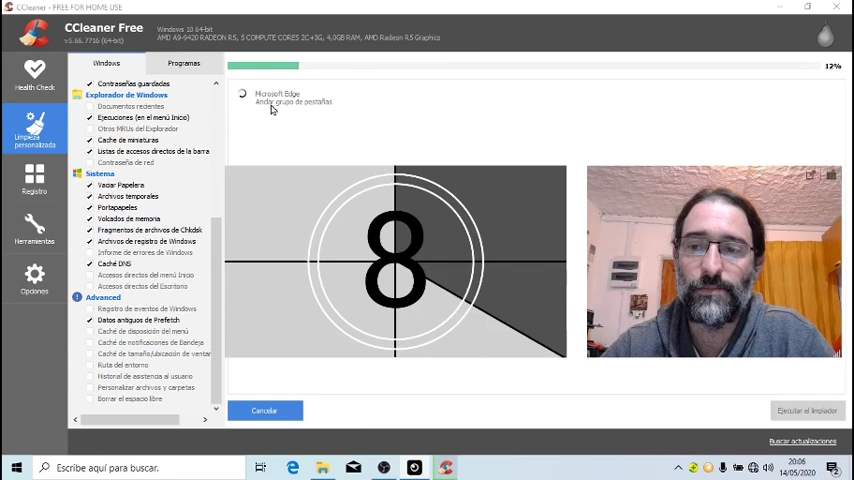 CCleaner - FREE FOR HOME USE
CCleaner Free
v5.66.7716 (64-bit)
Windows 10 64-bit
AMD A9-9420 RADEON R5, 5 COMPUTE CORES 2C+3G, 4,0GB RAM, AMD Radeon R5 Graphics
Health Check
Limpieza
personalizada
Registro
Herramientas
Opciones
Windows
Programas
Contraseñas guardadas
Explorador de Windows
Documentos recientes
Ejecuciones (en el menú Inicio)
Otros MRUs del Explorador
Cache de miniaturas
Listas de accesos directos de la barra
Contraseña de red
Sistema
Vaciar Papelera
Archivos temporales
Portapapeles
Volcados de memoria
Fragmentos de archivos de Chkdsk
Archivos de registro de Windows
Informe de errores de Windows
Caché DNS
Accesos directos del menú Inicio
Accesos directos del Escritorio
Advanced
Registro de eventos de Windows
Datos antiguos de Prefetch
Caché de disposición del menú
Caché de notificaciones de Bandeja
Caché de tamaño/ubicación de ventar
Ruta del entorno
Historial de asistencia al usuario
Personalizar archivos y carpetas
Borrar el espacio libre
12%
Microsoft Edge
Anclar grupo de pestañas
8
Cancelar
Ejecutar el limpiador
Buscar actualizaciones
Escribe aquí para buscar.
20:06
14/05/2020
2